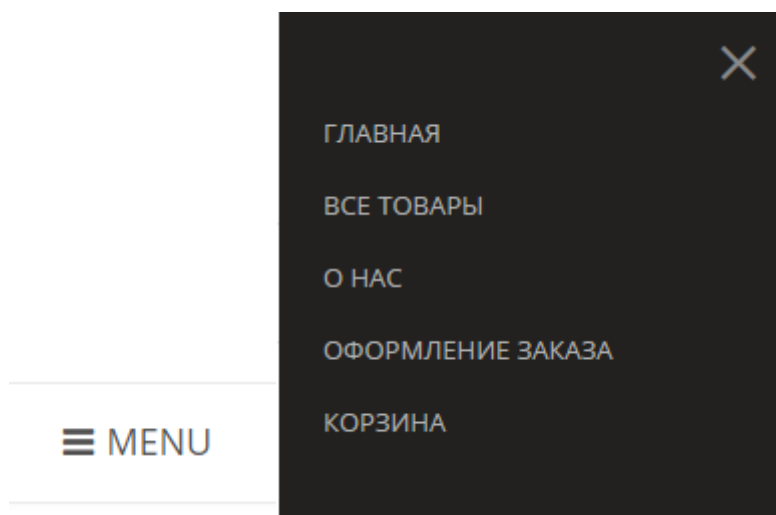 ГЛАВНАЯ
ВСЕ ТОВАРЫ
О НАС
ОФОРМЛЕНИЕ ЗАКАЗА
КОРЗИНА
MENU